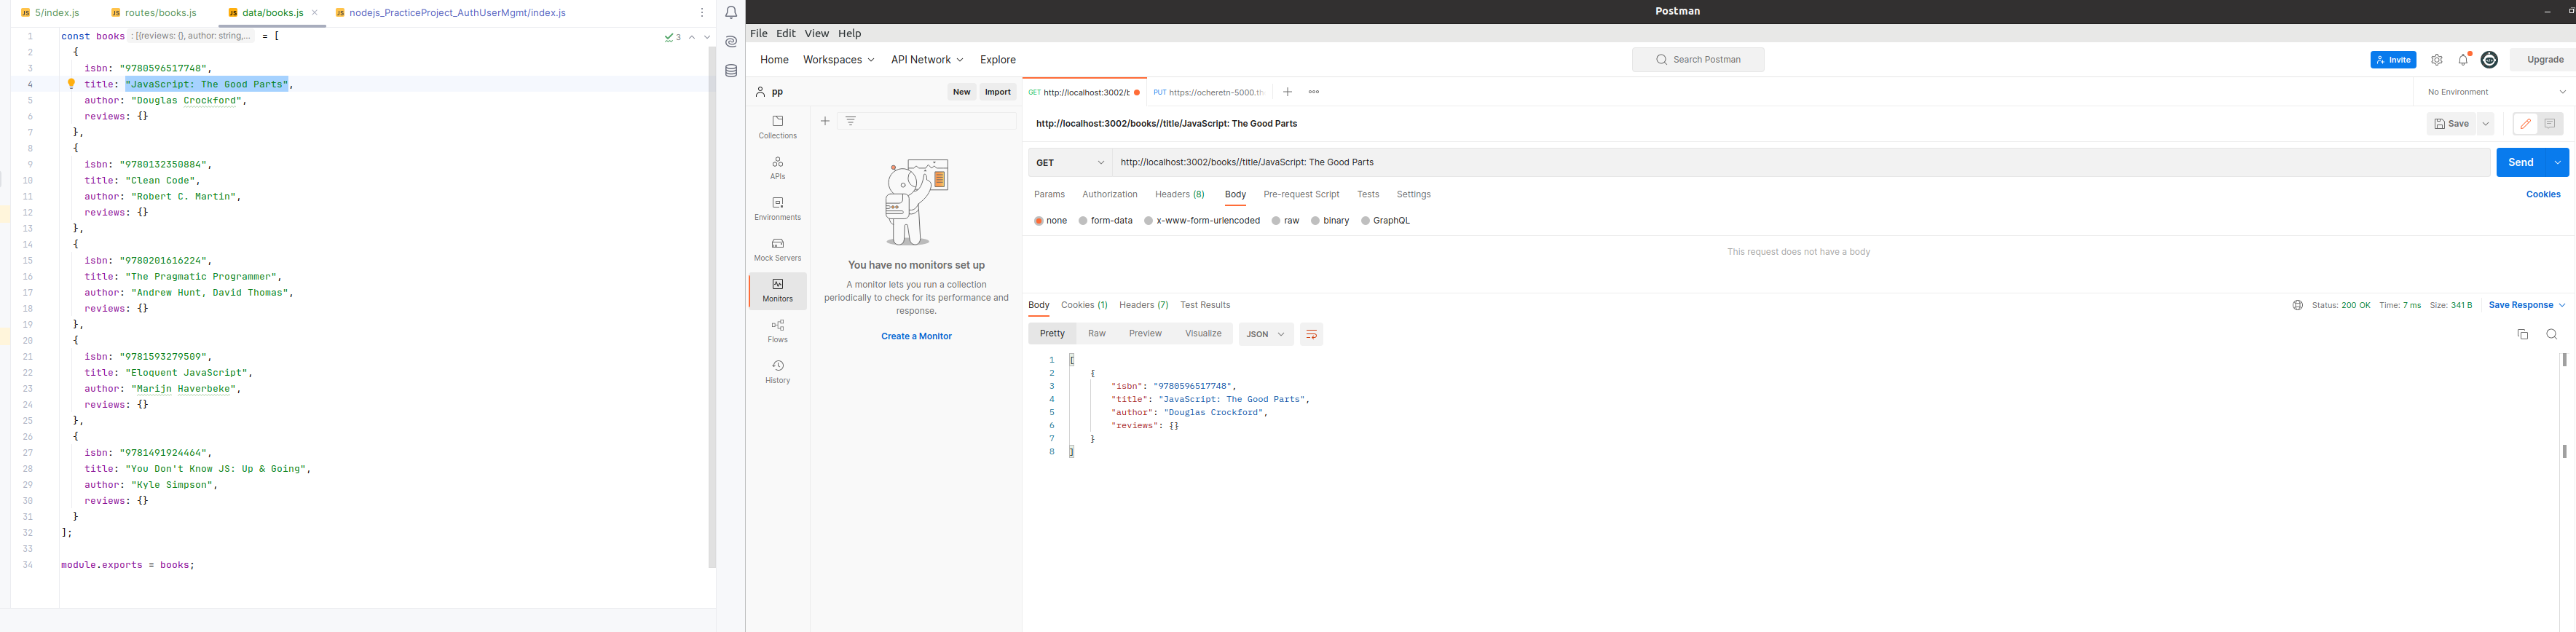 5/index.js routes/books.js data/books.js nodejs_PracticeProject_AuthUserMgmt/index.js
1 const books : [{reviews: {}, author: string,... = [
3
2 {
3 isbn: "9780596517748",
4 title: "JavaScript: The Good Parts",
5 author: "Douglas Crockford",
6 reviews: {}
7 },
8 {
9 isbn: "9780132350884",
10 title: "Clean Code",
11 author: "Robert C. Martin",
12 reviews: {}
13 },
14 {
15 isbn: "9780201616224",
16 title: "The Pragmatic Programmer",
17 author: "Andrew Hunt, David Thomas",
18 reviews: {}
19 },
20 {
21 isbn: "9781593279509",
22 title: "Eloquent JavaScript",
23 author: "Marijn Haverbeke",
24 reviews: {}
25 },
26 {
27 isbn: "9781491924464",
28 title: "You Don't Know JS: Up & Going",
29 author: "Kyle Simpson",
30 reviews: {}
31 }
32 ];
33
34 module.exports = books;
Postman
File Edit View Help
Home Workspaces API Network Explore
Search Postman
Invite
Upgrade
pp
New Import
Collections
APIs
Environments
Mock Servers
Monitors
Flows
History
You have no monitors set up
A monitor lets you run a collection
periodically to check for its performance and
response.
Create a Monitor
GET http://localhost:3002/b PUT https://ocheretn-5000.th
No Environment
http://localhost:3002/books//title/JavaScript: The Good Parts
Save
GET http://localhost:3002/books//title/JavaScript: The Good Parts
Send
Params Authorization Headers (8) Body Pre-request Script Tests Settings
Cookies
none form-data x-www-form-urlencoded raw binary GraphQL
This request does not have a body
Body Cookies (1) Headers (7) Test Results
Status: 200 OK Time: 7 ms Size: 341 B Save Response
Pretty Raw Preview Visualize JSON
1 [
2 {
3 "isbn": "9780596517748",
4 "title": "JavaScript: The Good Parts",
5 "author": "Douglas Crockford",
6 "reviews": {}
7 }
8 ]